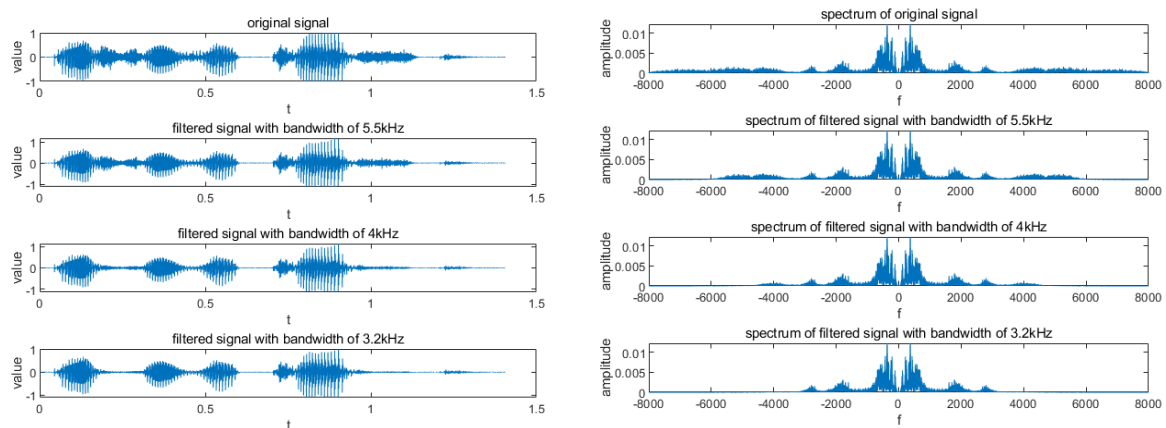 original signal
value
1
0
-1
0 0.5 1 1.5
t
filtered signal with bandwidth of 5.5kHz
value
1
0
-1
0 0.5 1 1.5
t
filtered signal with bandwidth of 4kHz
value
1
0
-1
0 0.5 1 1.5
t
filtered signal with bandwidth of 3.2kHz
value
1
0
-1
0 0.5 1 1.5
t
spectrum of original signal
amplitude
0.01
0.005
0
-8000 -6000 -4000 -2000 0 2000 4000 6000 8000
f
spectrum of filtered signal with bandwidth of 5.5kHz
amplitude
0.01
0.005
0
-8000 -6000 -4000 -2000 0 2000 4000 6000 8000
f
spectrum of filtered signal with bandwidth of 4kHz
amplitude
0.01
0.005
0
-8000 -6000 -4000 -2000 0 2000 4000 6000 8000
f
spectrum of filtered signal with bandwidth of 3.2kHz
amplitude
0.01
0.005
0
-8000 -6000 -4000 -2000 0 2000 4000 6000 8000
f